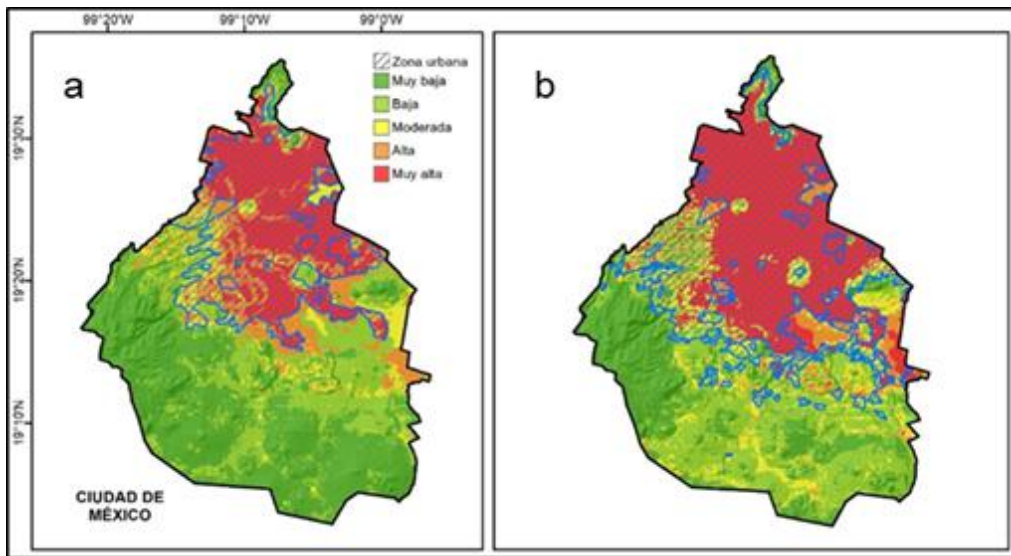 99°20'W 99°10'W 99°0'W
a
b
Zona urbana
Muy baja
Baja
Moderada
Alta
Muy alta
19°30'N
19°20'N
19°10'N
CIUDAD DE
MÉXICO